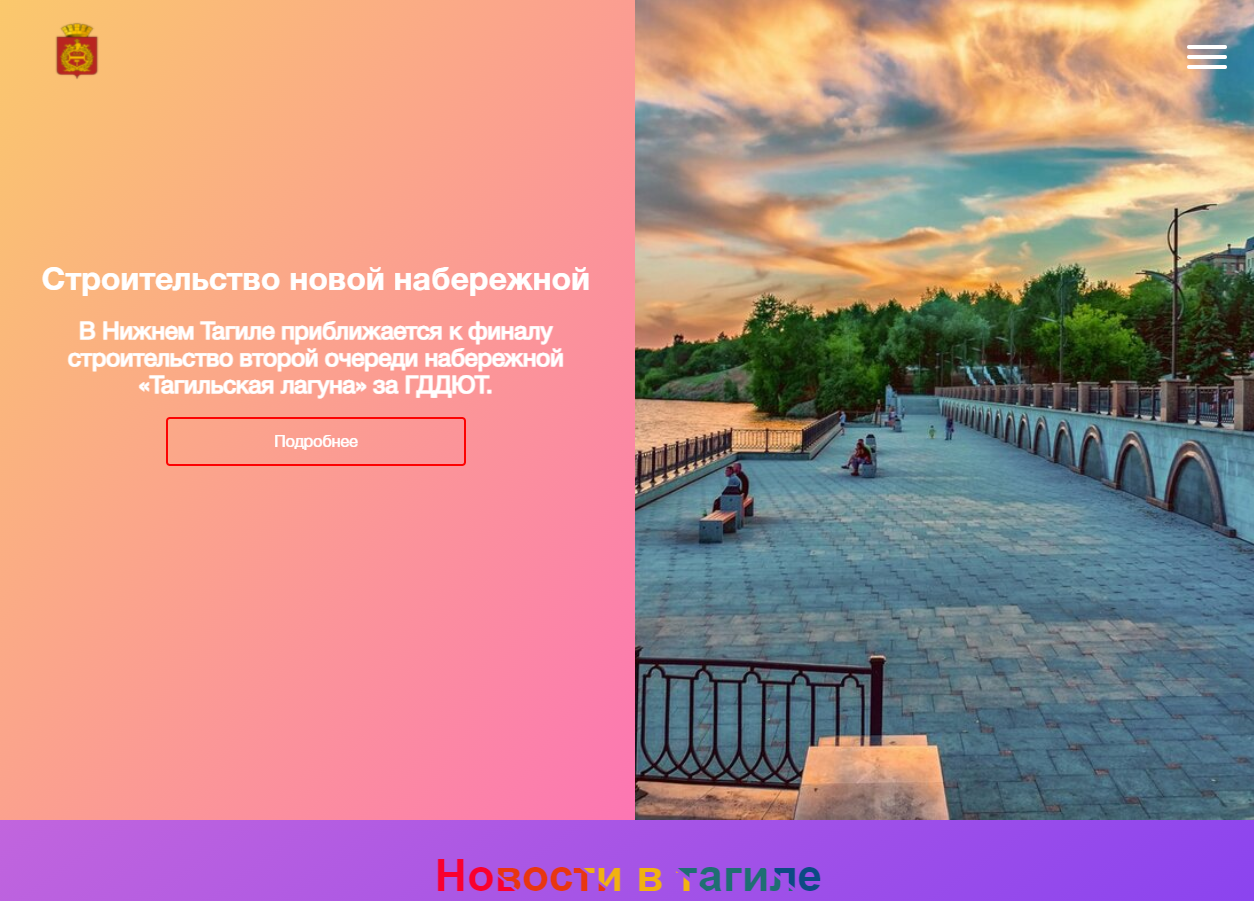 Строительство новой набережной
В Нижнем Тагиле приближается к финалу
строительство второй очереди набережной
«Тагильская лагуна» за ГДДЮТ.
Подробнее
Новости в тагиле